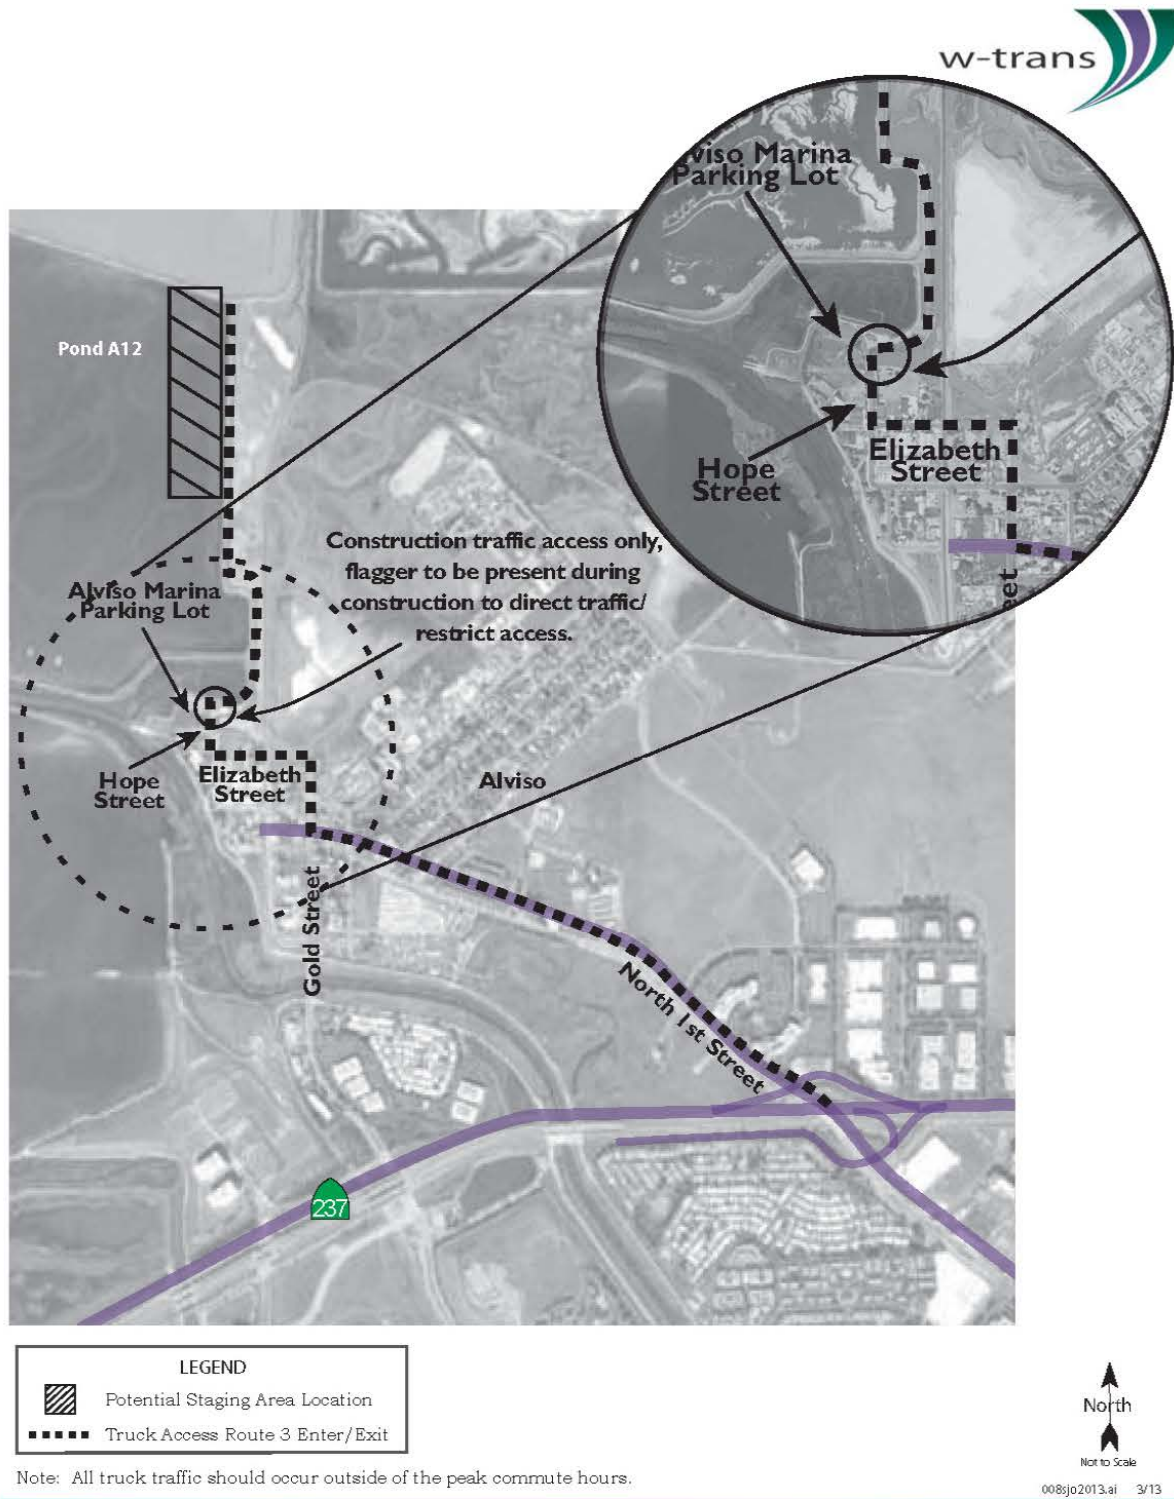 w-trans
Alviso Marina
Parking Lot
Hope
Street
Elizabeth
Street
eet
Pond A12
Construction traffic access only,
flagger to be present during
construction to direct traffic/
restrict access.
Alviso Marina
Parking Lot
Hope
Street
Elizabeth
Street
Alviso
Gold Street
North 1st Street
237
LEGEND
Potential Staging Area Location
Truck Access Route 3 Enter/Exit
Note: All truck traffic should occur outside of the peak commute hours.
North
Not to Scale
008sjo2013.ai 3/13